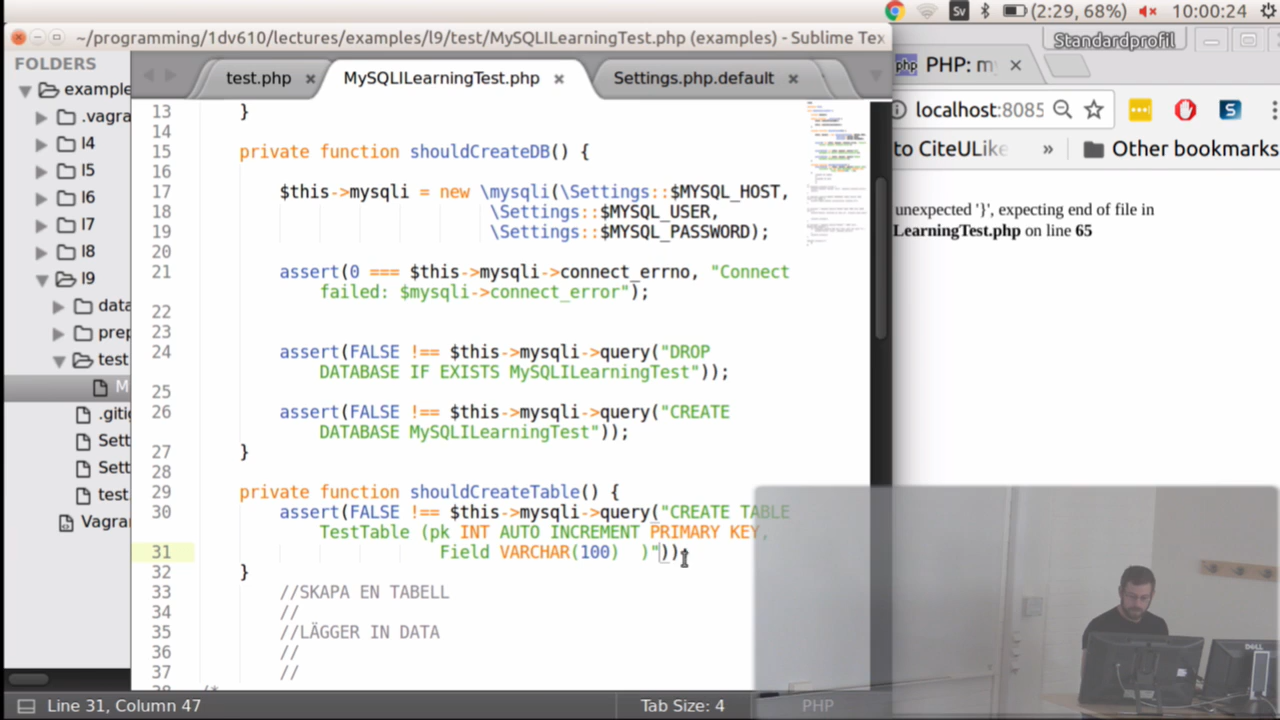 Sv (2:29, 68%) 10:00:24
~/programming/1dv610/lectures/examples/l9/test/MySQLILearningTest.php (examples) - Sublime Tex
Standardprofil
FOLDERS
example
.vagra
l4
l5
l6
l7
l8
l9
data
prep
test
M
.gitig
Sett
Sett
test.
Vagran
test.php × MySQLILearningTest.php × Settings.php.default ×
13 }
14
15 private function shouldCreateDB() {
16
17 $this->mysqli = new \mysqli(\Settings::$MYSQL_HOST,
18 \Settings::$MYSQL_USER,
19 \Settings::$MYSQL_PASSWORD);
20
21 assert(0 === $this->mysqli->connect_errno, "Connect
failed: $mysqli->connect_error");
22
23
24 assert(FALSE !== $this->mysqli->query("DROP
DATABASE IF EXISTS MySQLILearningTest"));
25
26 assert(FALSE !== $this->mysqli->query("CREATE
DATABASE MySQLILearningTest"));
27 }
28
29 private function shouldCreateTable() {
30 assert(FALSE !== $this->mysqli->query("CREATE TABLE
TestTable (pk INT AUTO INCREMENT PRIMARY KEY,
31 Field VARCHAR(100) )"));
32 }
33 //SKAPA EN TABELL
34 //
35 //LÄGGER IN DATA
36 //
37 //
38 /*
Line 31, Column 47 Tab Size: 4 PHP
php PHP: my ×
localhost:8085
S
to CiteULike » Other bookmarks
unexpected '}', expecting end of file in
LearningTest.php on line 65
DELL